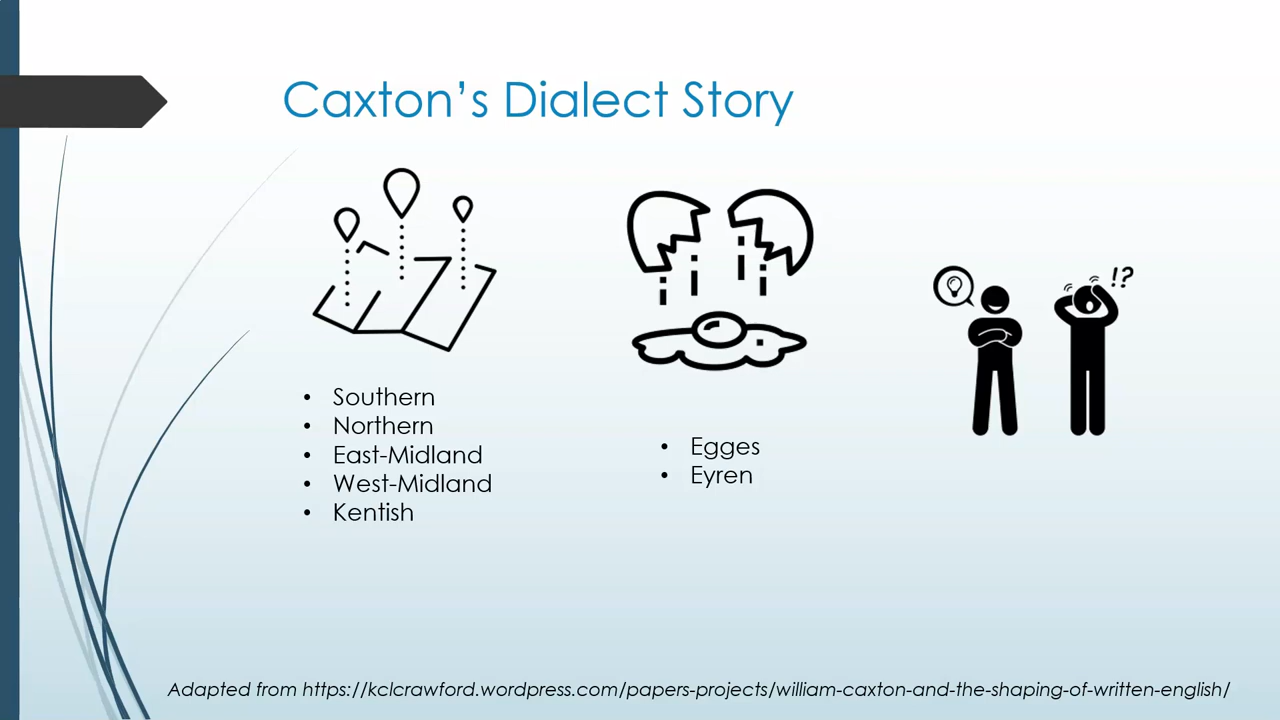 Caxton’s Dialect Story
!?
• Southern
• Northern
• East-Midland
• West-Midland
• Kentish
• Egges
• Eyren
Adapted from https://kclcrawford.wordpress.com/papers-projects/william-caxton-and-the-shaping-of-written-english/